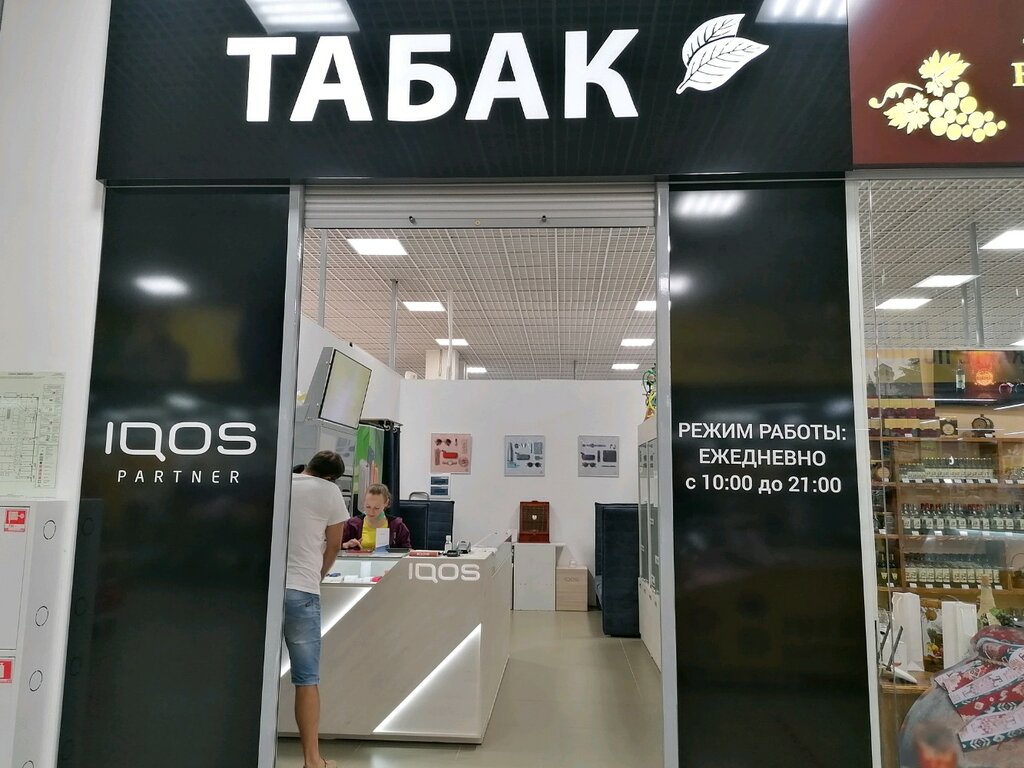 ТАБАК
IQOS
PARTNER
РЕЖИМ РАБОТЫ:
ЕЖЕДНЕВНО
с 10:00 до 21:00
IQOS